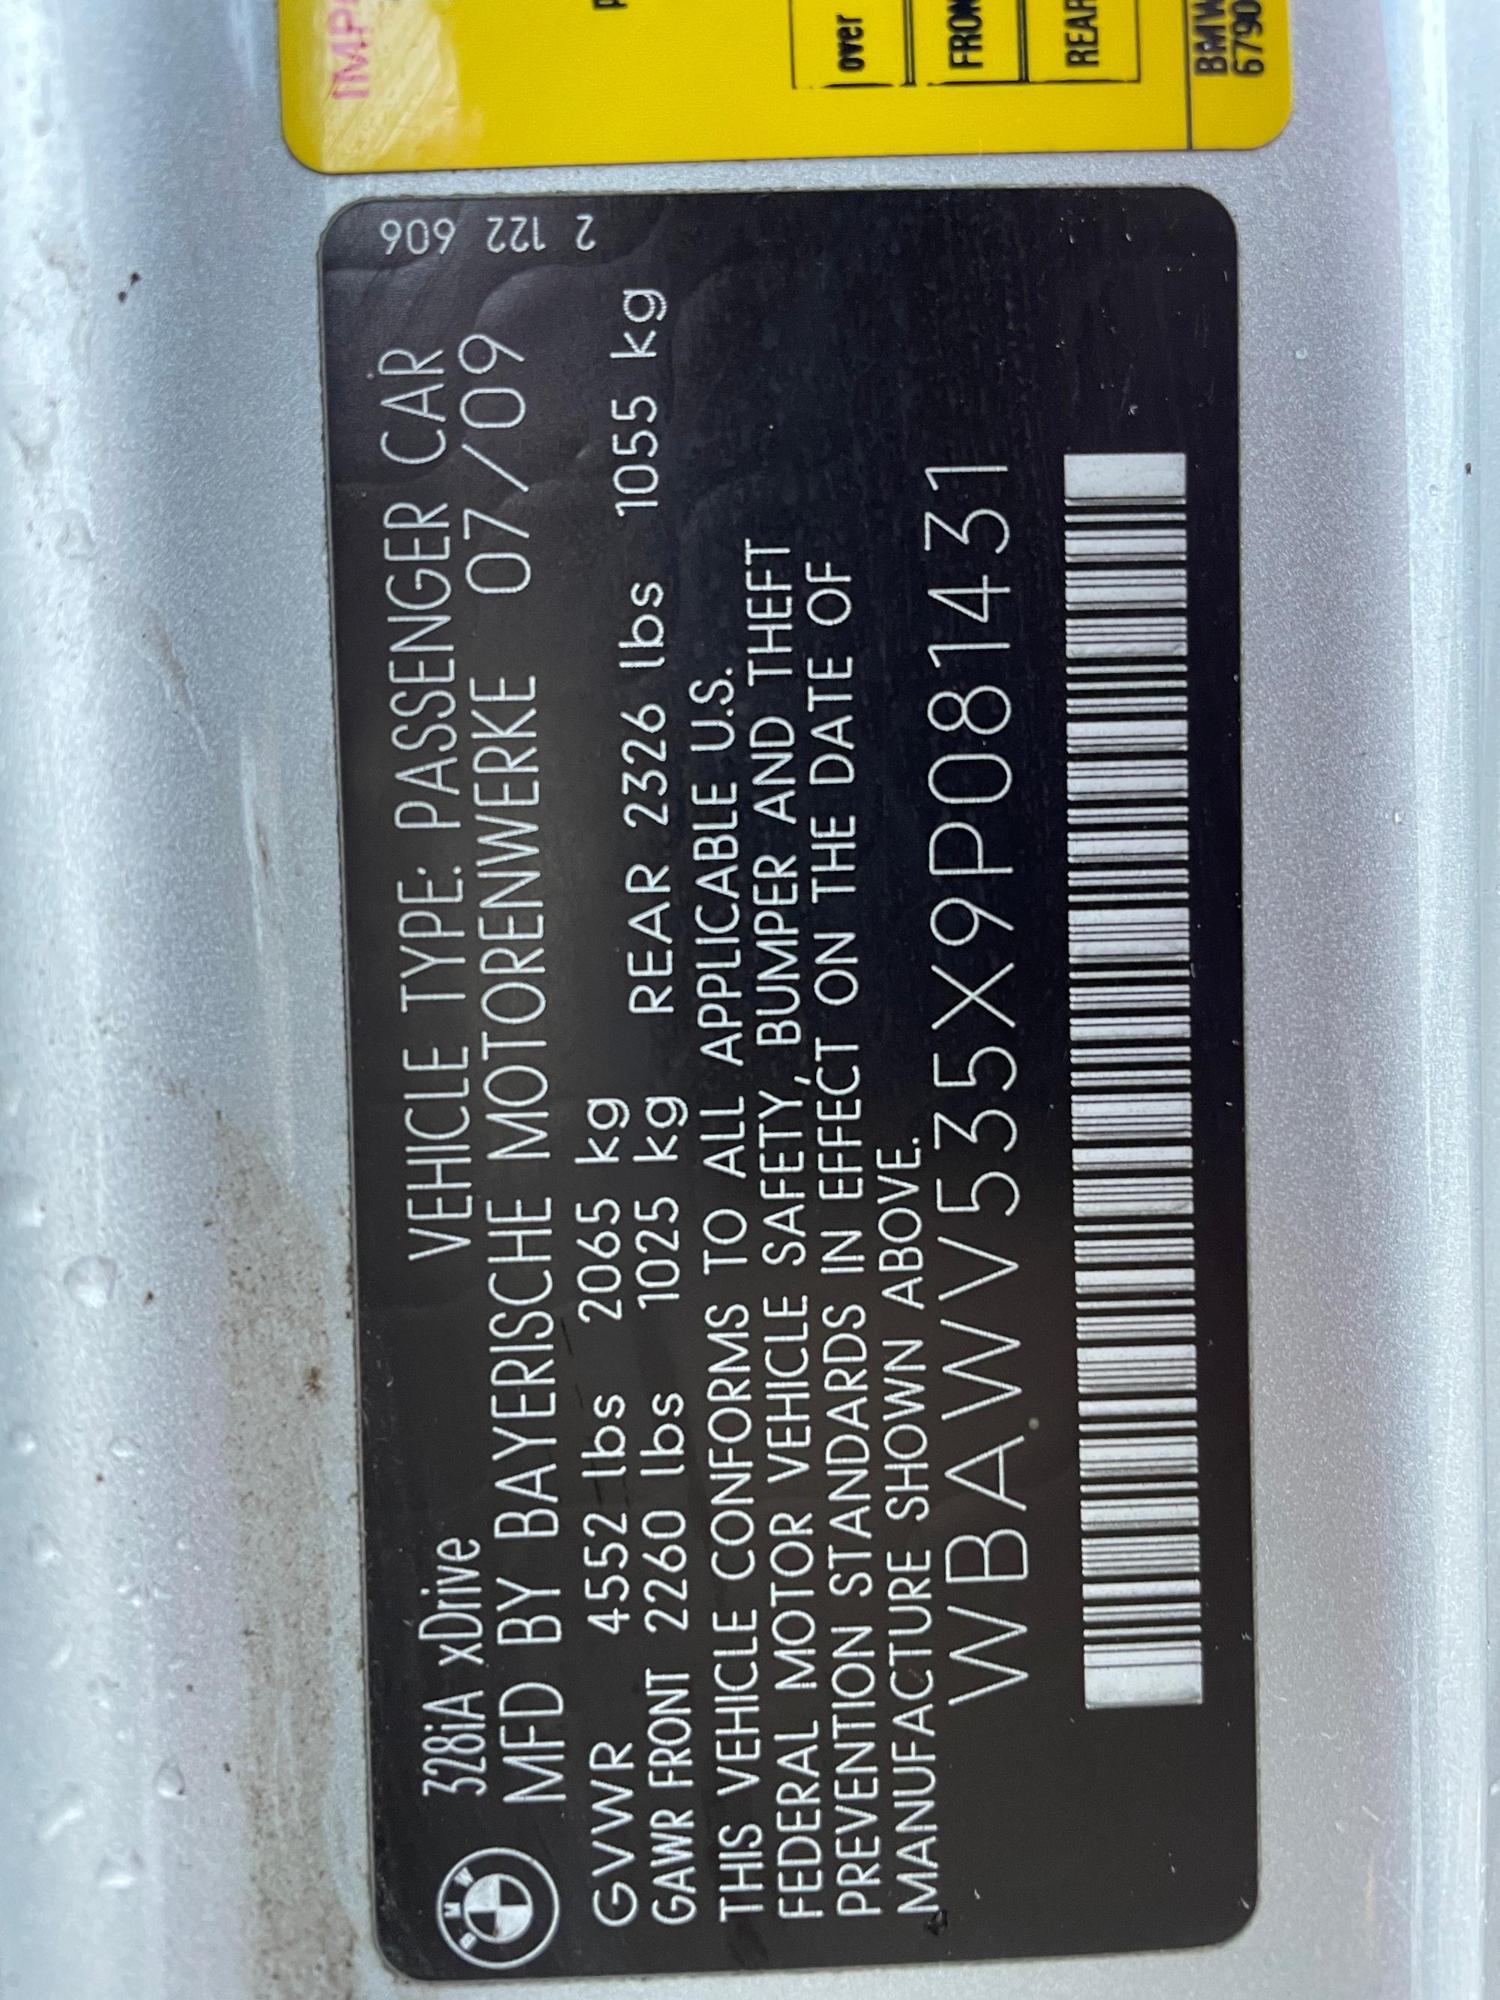 328iA xDrive VEHICLE TYPE: PASSENGER CAR
MFD BY BAYERISCHE MOTORENWERKE 07/09
GVWR 4552 lbs 2065 kg
GAWR FRONT 2260 lbs 1025 kg REAR 2326 lbs 1055 kg
THIS VEHICLE CONFORMS TO ALL APPLICABLE U.S.
FEDERAL MOTOR VEHICLE SAFETY, BUMPER AND THEFT
PREVENTION STANDARDS IN EFFECT ON THE DATE OF
MANUFACTURE SHOWN ABOVE.
WBAWV535X9P081431
2 122 606
BMW
over
FRON
REAR
BMW
6790